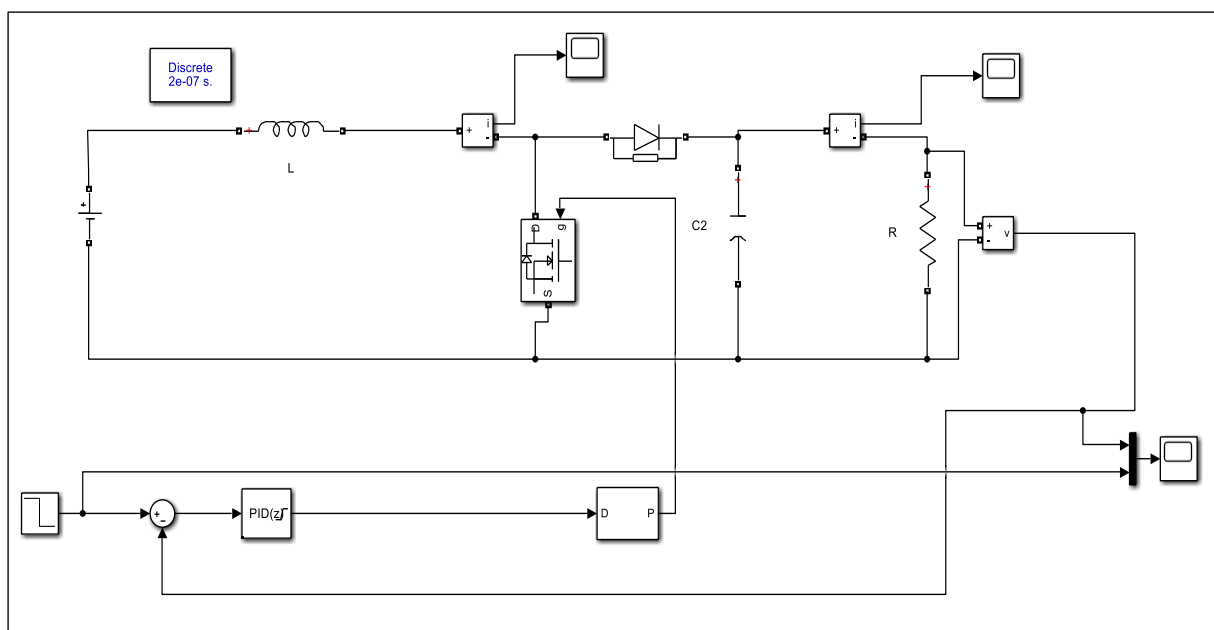 Discrete
2e-07 s.
+
L
+
i
-
+
i
-
+
D
g
S
+
C2
+
R
+
-
v
+
-
PID(z)
D
P